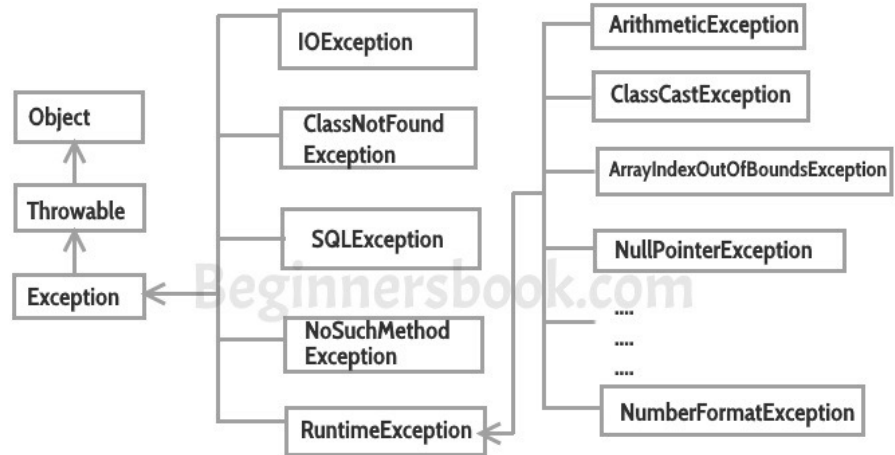 Object
Throwable
Exception
IOException
ClassNotFound
Exception
SQLException
NoSuchMethod
Exception
RuntimeException
ArithmeticException
ClassCastException
ArrayIndexOutOfBoundsException
NullPointerException
....
....
....
NumberFormatException
Beginnersbook.com